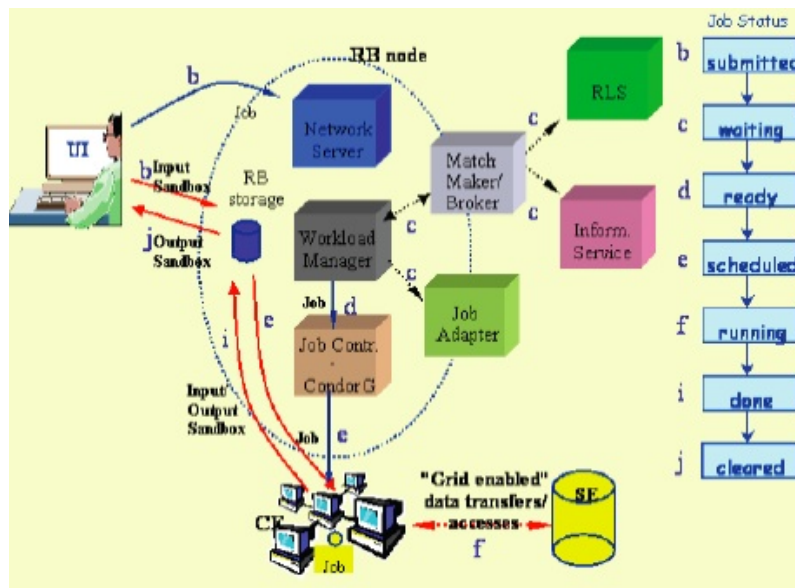 RB node
Job Status
b
submitted
b
Job
Network
Server
RLS
c
c
waiting
UI
b
Input
Sandbox
RB
storage
Match
Maker/
Broker
c
d
ready
j
Output
Sandbox
Workload
Manager
c
Inform.
Service
e
scheduled
c
Job
d
Job
Adapter
f
running
e
i
Job Contr.
-
CondorG
Input/
Output
Sandbox
Job
e
i
done
j
cleared
"Grid enabled"
data transfers/
accesses
SE
CE
f
Job